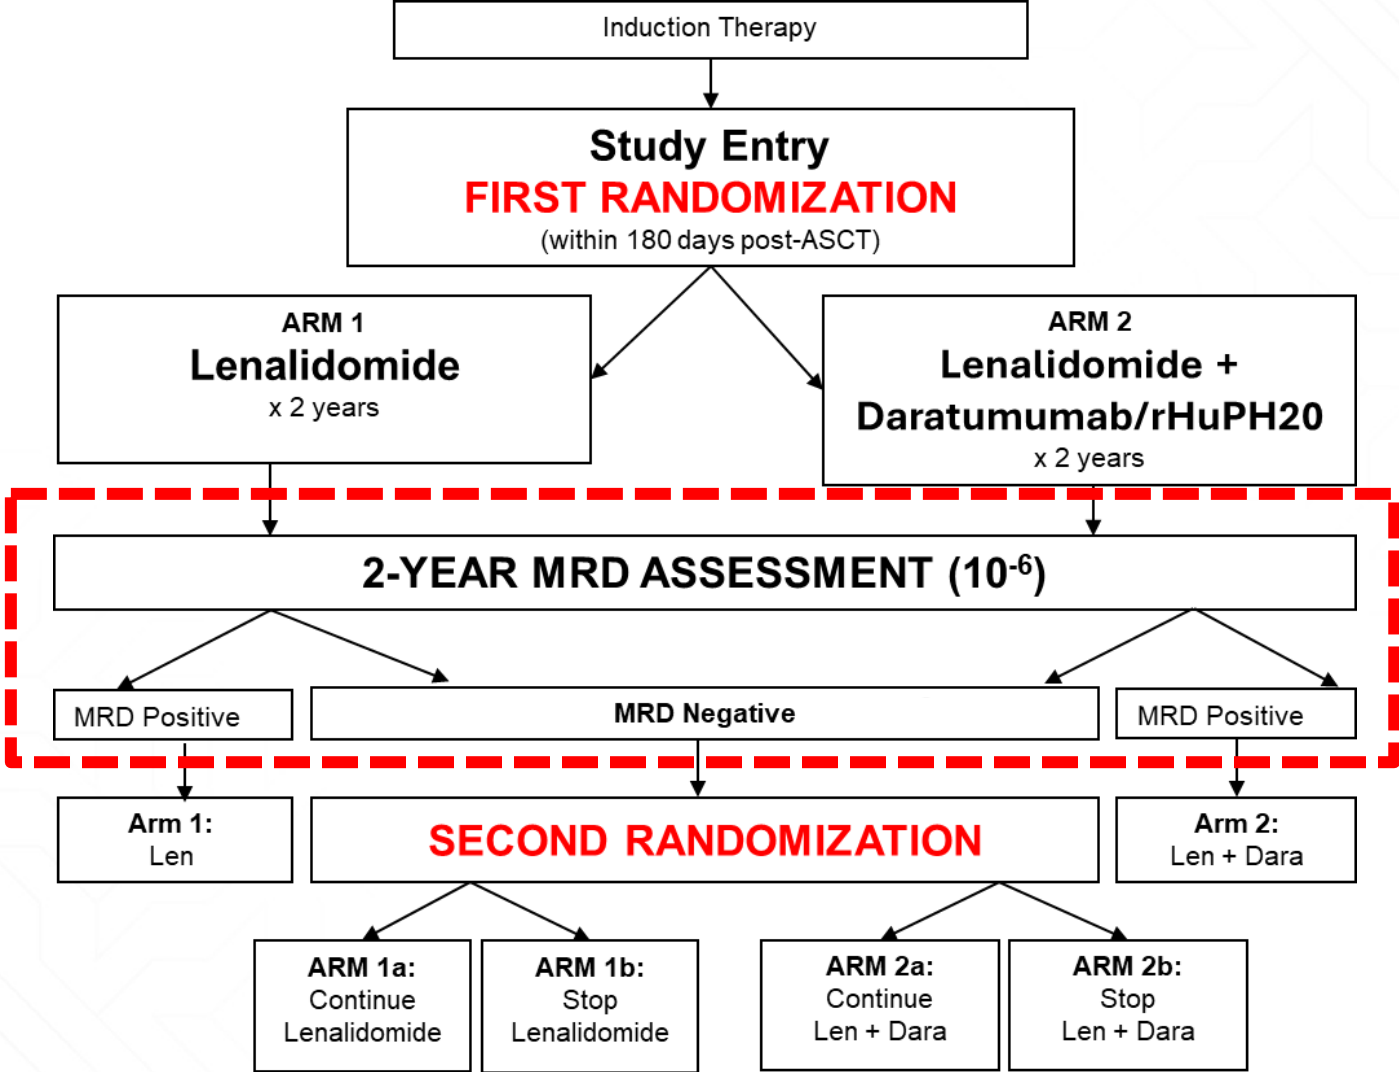 Induction Therapy
Study Entry
FIRST RANDOMIZATION
(within 180 days post-ASCT)
ARM 1
Lenalidomide
x 2 years
ARM 2
Lenalidomide +
Daratumumab/rHuPH20
x 2 years
2-YEAR MRD ASSESSMENT (10⁻⁶)
MRD Positive
MRD Negative
MRD Positive
Arm 1:
Len
SECOND RANDOMIZATION
Arm 2:
Len + Dara
ARM 1a:
Continue
Lenalidomide
ARM 1b:
Stop
Lenalidomide
ARM 2a:
Continue
Len + Dara
ARM 2b:
Stop
Len + Dara